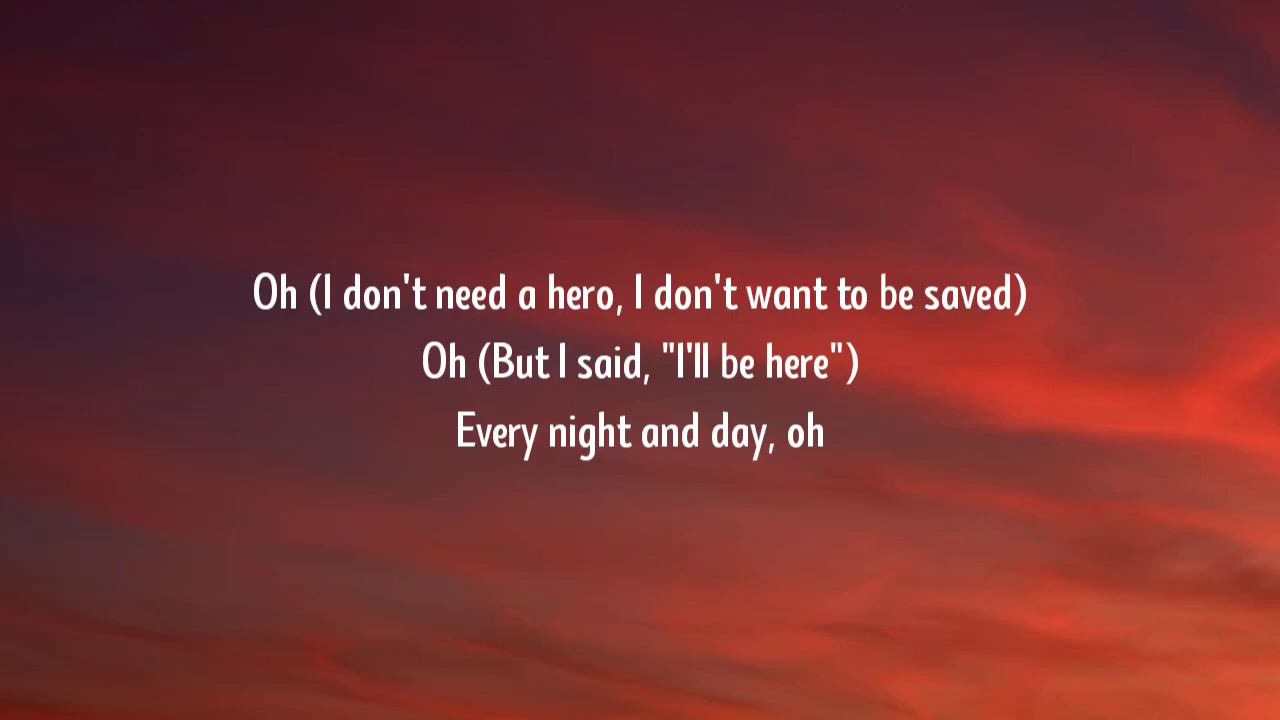 Oh (I don't need a hero, I don't want to be saved)
Oh (But I said, "I'll be here")
Every night and day, oh